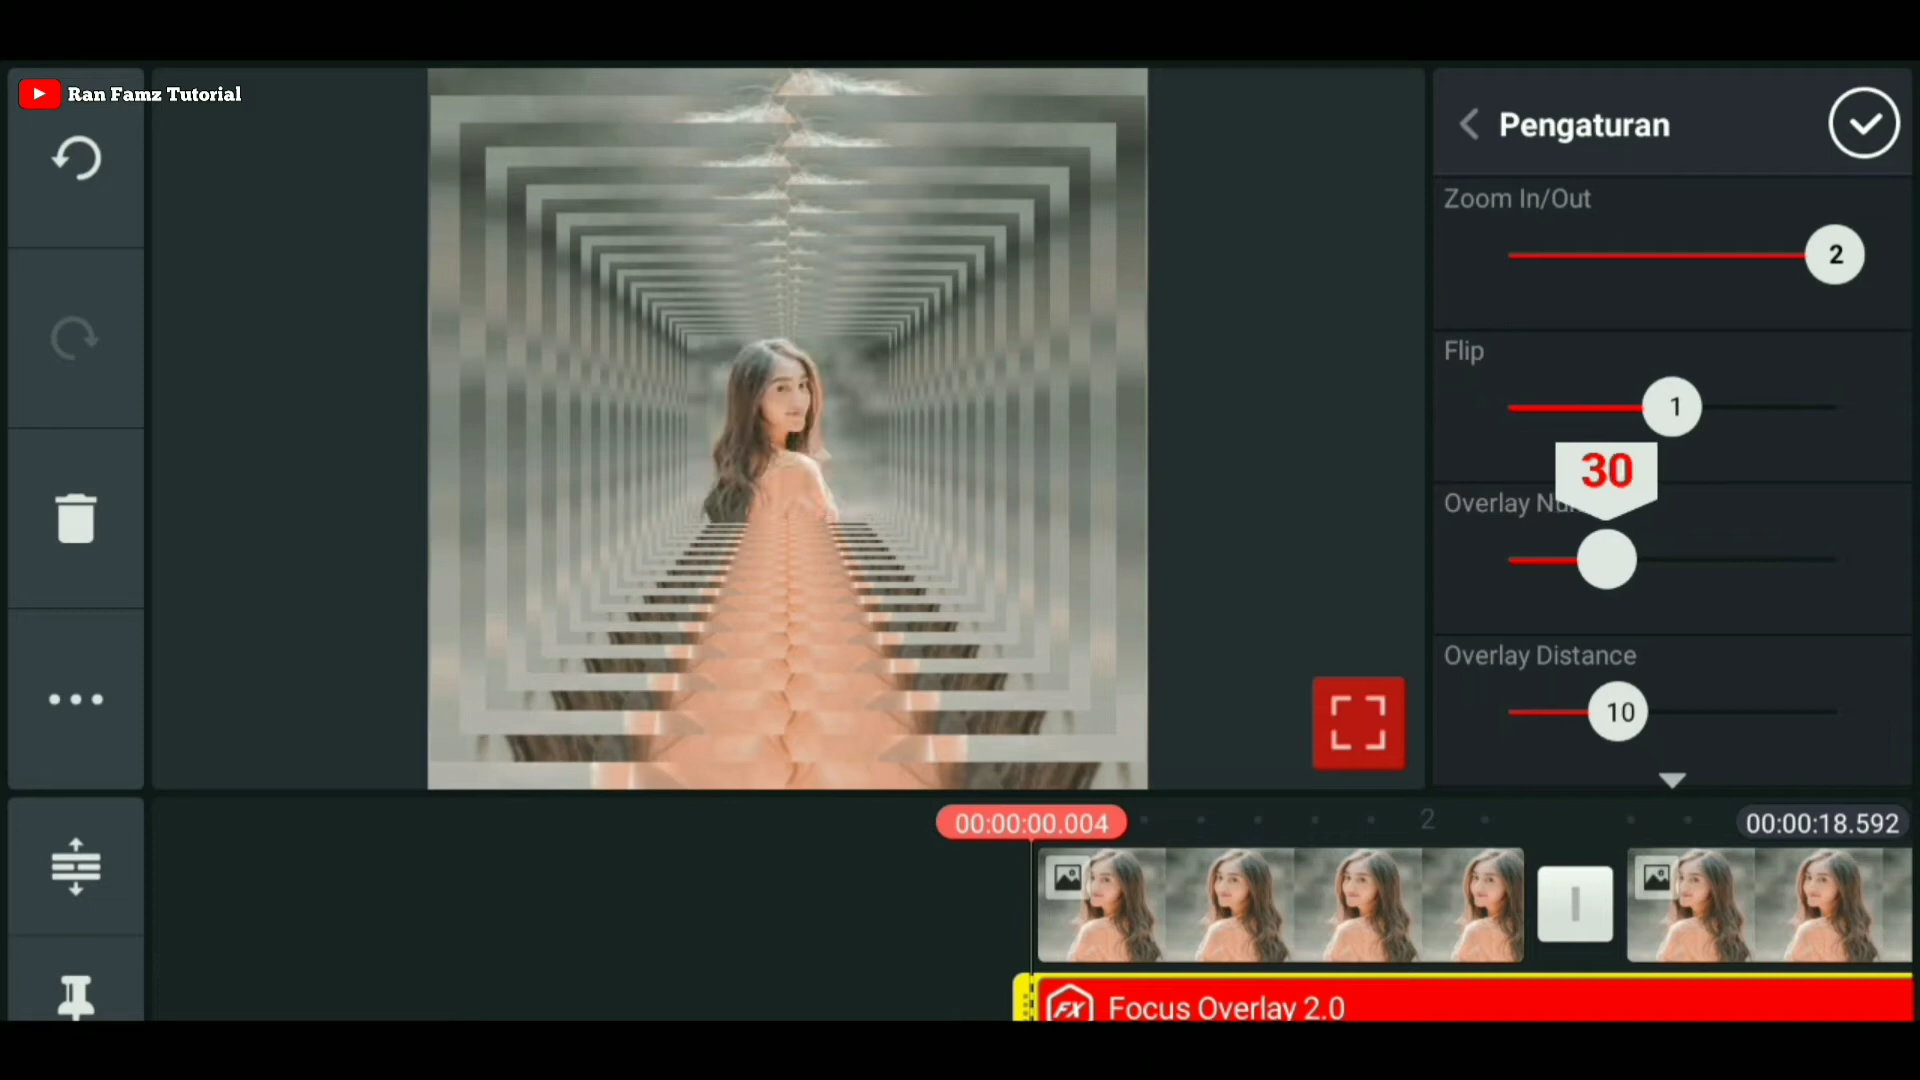 Ran Famz Tutorial
Pengaturan
Zoom In/Out
2
Flip
1
30
Overlay
Overlay Distance
10
00:00:00.004
2
00:00:18.592
FX Focus Overlay 2.0